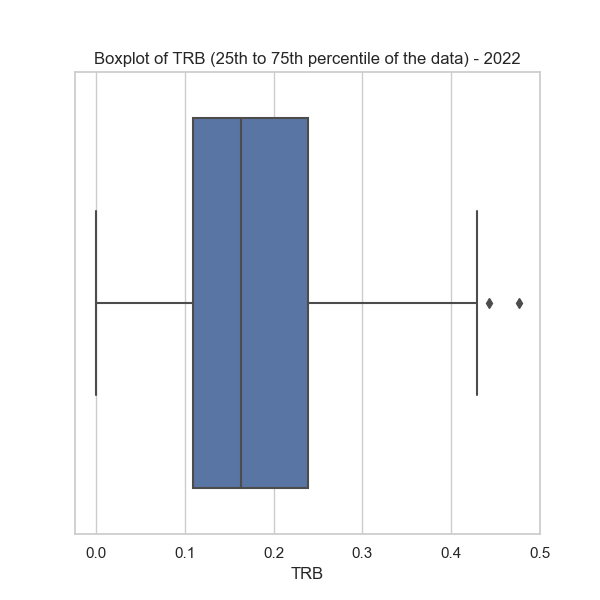 Boxplot of TRB (25th to 75th percentile of the data) - 2022
0.0 0.1 0.2 0.3 0.4 0.5
TRB